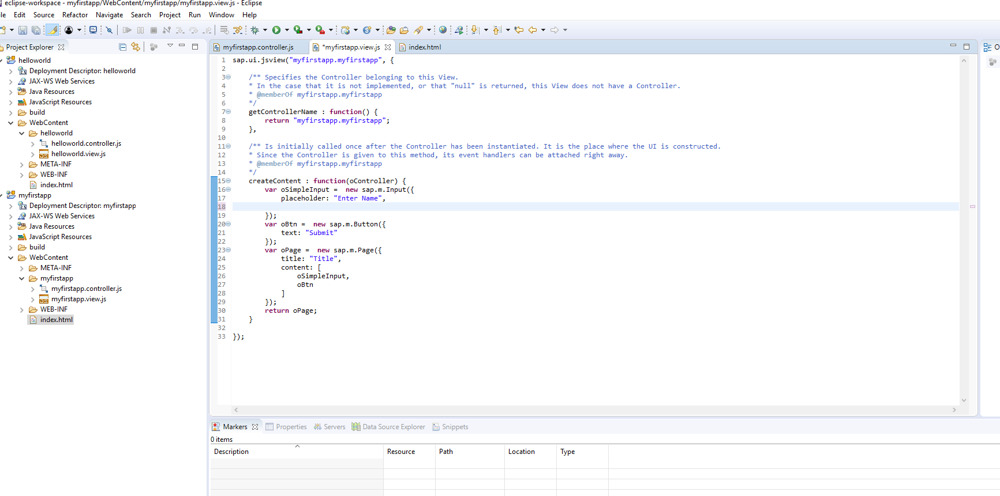 eclipse-workspace - myfirstapp/WebContent/myfirstapp/myfirstapp.view.js - Eclipse
ile Edit Source Refactor Navigate Search Project Run Window Help
Project Explorer
helloworld
Deployment Descriptor: helloworld
JAX-WS Web Services
Java Resources
JavaScript Resources
build
WebContent
helloworld
helloworld.controller.js
helloworld.view.js
META-INF
WEB-INF
index.html
myfirstapp
Deployment Descriptor: myfirstapp
JAX-WS Web Services
Java Resources
JavaScript Resources
build
WebContent
META-INF
myfirstapp
myfirstapp.controller.js
myfirstapp.view.js
WEB-INF
index.html
myfirstapp.controller.js *myfirstapp.view.js index.html
O
1 sap.ui.jsview("myfirstapp.myfirstapp", {
2
3 /** Specifies the Controller belonging to this View.
4 * In the case that it is not implemented, or that "null" is returned, this View does not have a Controller.
5 * @memberOf myfirstapp.myfirstapp
6 */
7 getControllerName : function() {
8 return "myfirstapp.myfirstapp";
9 },
10
11 /** Is initially called once after the Controller has been instantiated. It is the place where the UI is constructed.
12 * Since the Controller is given to this method, its event handlers can be attached right away.
13 * @memberOf myfirstapp.myfirstapp
14 */
15 createContent : function(oController) {
16 var oSimpleInput =  new sap.m.Input({
17 placeholder: "Enter Name",
18
19 });
20 var oBtn =  new sap.m.Button({
21 text: "Submit"
22 });
23 var oPage =  new sap.m.Page({
24 title: "Title",
25 content: [
26 oSimpleInput,
27 oBtn
28 ]
29 });
30 return oPage;
31 }
32
33 });
Markers Properties Servers Data Source Explorer Snippets
0 items
Description Resource Path Location Type